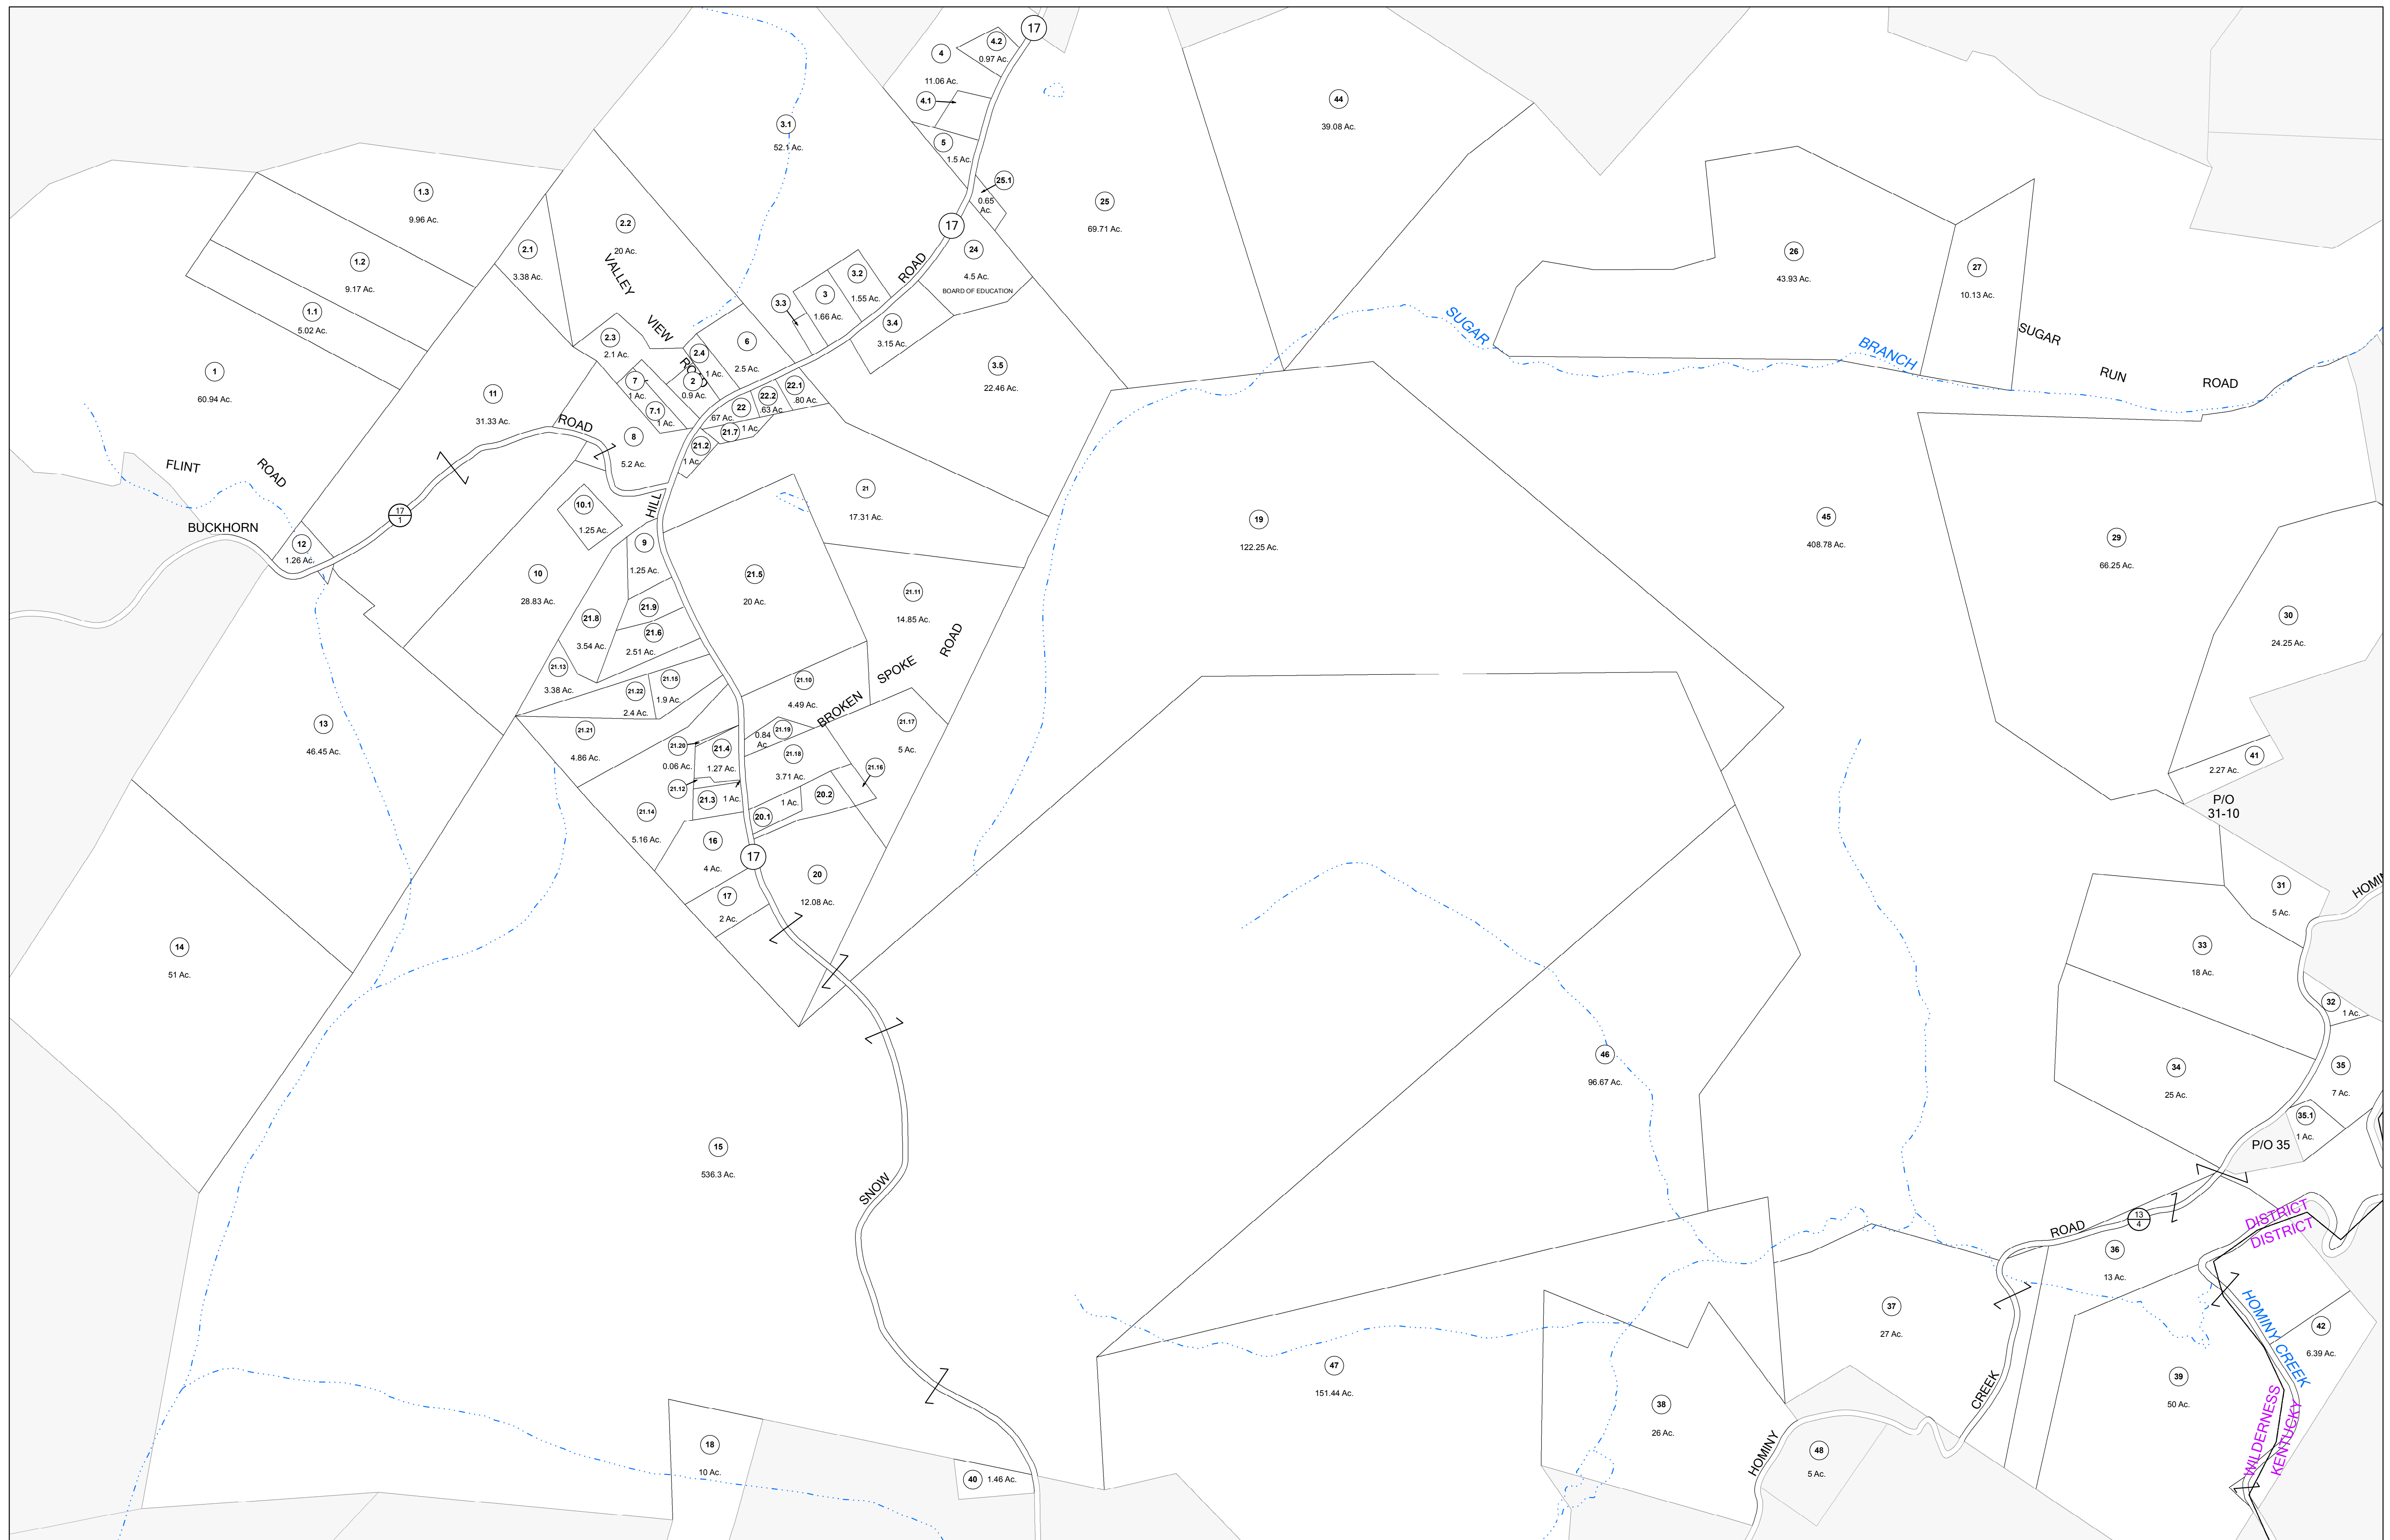 17
4.2
0.97 Ac.
4
11.06 Ac.
4.1
5
1.5 Ac.
3.1
52.1 Ac.
44
39.08 Ac.
25.1
0.65
Ac.
25
69.71 Ac.
17
24
4.5 Ac.
BOARD OF EDUCATION
1.3
9.96 Ac.
1.2
9.17 Ac.
1.1
5.02 Ac.
1
60.94 Ac.
2.1
3.38 Ac.
2.2
20 Ac.
VALLEY
VIEW
ROAD
ROAD
3.2
1.55 Ac.
3
1.66 Ac.
3.3
3.4
3.15 Ac.
3.5
22.46 Ac.
2.3
2.1 Ac.
2.4
1 Ac.
6
2.5 Ac.
7
1 Ac.
2
0.9 Ac.
7.1
1 Ac.
22
.67 Ac.
22.2
.63 Ac.
22.1
.80 Ac.
21.7
1 Ac.
21.2
1 Ac.
26
43.93 Ac.
27
10.13 Ac.
SUGAR
BRANCH
SUGAR
RUN
ROAD
11
31.33 Ac.
ROAD
8
5.2 Ac.
FLINT
ROAD
BUCKHORN
17
1
12
1.26 Ac.
HILL
10.1
1.25 Ac.
9
1.25 Ac.
21
17.31 Ac.
19
122.25 Ac.
45
408.78 Ac.
29
66.25 Ac.
30
24.25 Ac.
10
28.83 Ac.
21.5
20 Ac.
21.11
14.85 Ac.
21.9
21.8
3.54 Ac.
21.6
2.51 Ac.
21.13
3.38 Ac.
21.15
1.9 Ac.
21.22
2.4 Ac.
21.10
4.49 Ac.
BROKEN
SPOKE
ROAD
21.21
4.86 Ac.
21.19
0.84
Ac.
21.17
5 Ac.
21.20
0.06 Ac.
21.4
1.27 Ac.
21.18
3.71 Ac.
21.16
21.12
21.3
1 Ac.
1 Ac.
20.2
20.1
21.14
5.16 Ac.
16
4 Ac.
17
20
12.08 Ac.
17
2 Ac.
13
46.45 Ac.
14
51 Ac.
41
2.27 Ac.
P/O
31-10
31
5 Ac.
33
18 Ac.
32
1 Ac.
34
25 Ac.
35
7 Ac.
35.1
1 Ac.
P/O 35
46
96.67 Ac.
15
536.3 Ac.
SNOW
ROAD
13
4
DISTRICT
DISTRICT
36
13 Ac.
37
27 Ac.
HOMINY CREEK
42
6.39 Ac.
47
151.44 Ac.
38
26 Ac.
CREEK
39
50 Ac.
WILDERNESS
KENTUCKY
HOMINY
48
5 Ac.
18
10 Ac.
40
1.46 Ac.